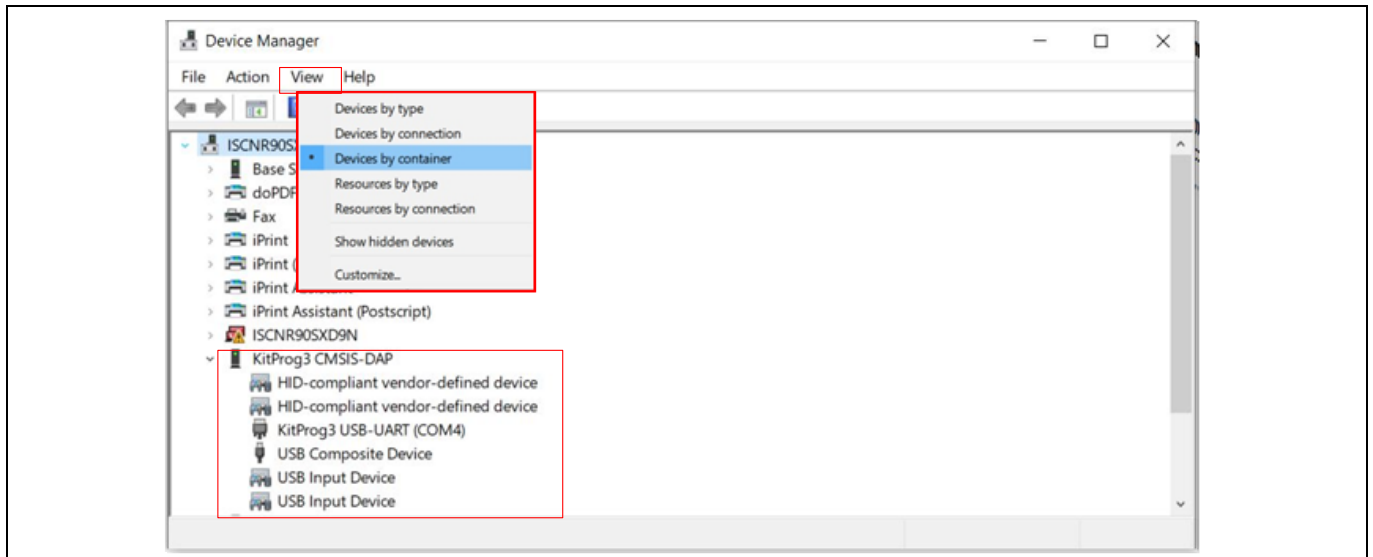 Device Manager
File Action View Help
Devices by type
Devices by connection
Devices by container
Resources by type
Resources by connection
Show hidden devices
Customize...
ISCNR90S
Base S
doPDF
Fax
iPrint
iPrint (
iPrint
iPrint Assistant (Postscript)
ISCNR90SXD9N
KitProg3 CMSIS-DAP
HID-compliant vendor-defined device
HID-compliant vendor-defined device
KitProg3 USB-UART (COM4)
USB Composite Device
USB Input Device
USB Input Device